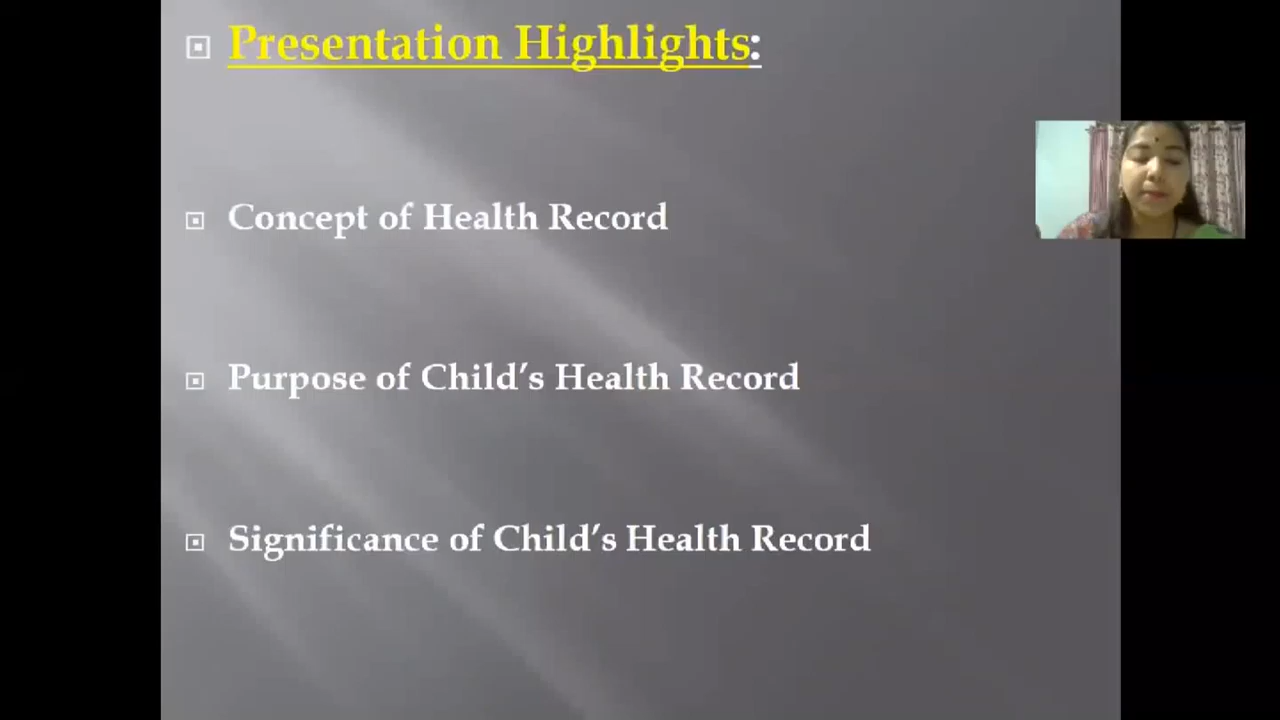 Presentation Highlights:
Concept of Health Record
Purpose of Child’s Health Record
Significance of Child’s Health Record